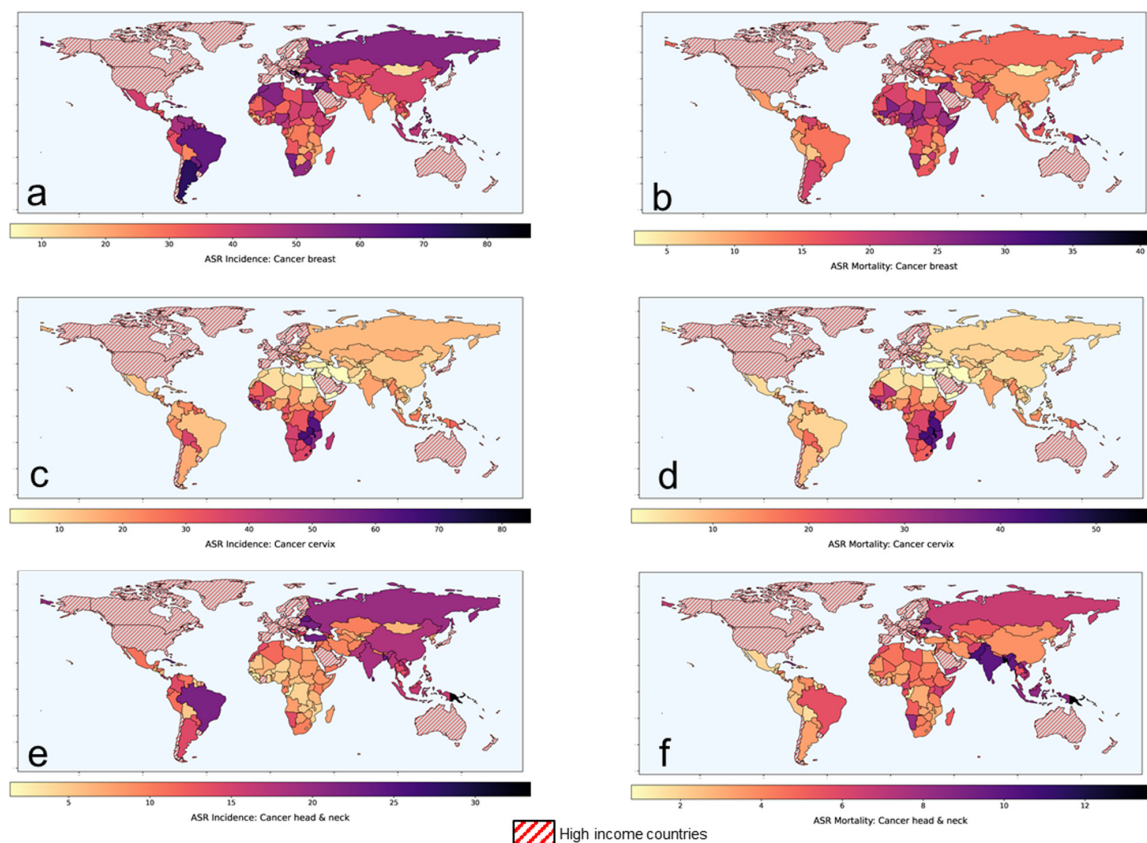 a
b
10 20 30 40 50 60 70 80
ASR Incidence: Cancer breast
5 10 15 20 25 30 35 40
ASR Mortality: Cancer breast
c
d
10 20 30 40 50 60 70 80
ASR Incidence: Cancer cervix
10 20 30 40 50
ASR Mortality: Cancer cervix
e
f
5 10 15 20 25 30
ASR Incidence: Cancer head & neck
2 4 6 8 10 12
ASR Mortality: Cancer head & neck
High income countries